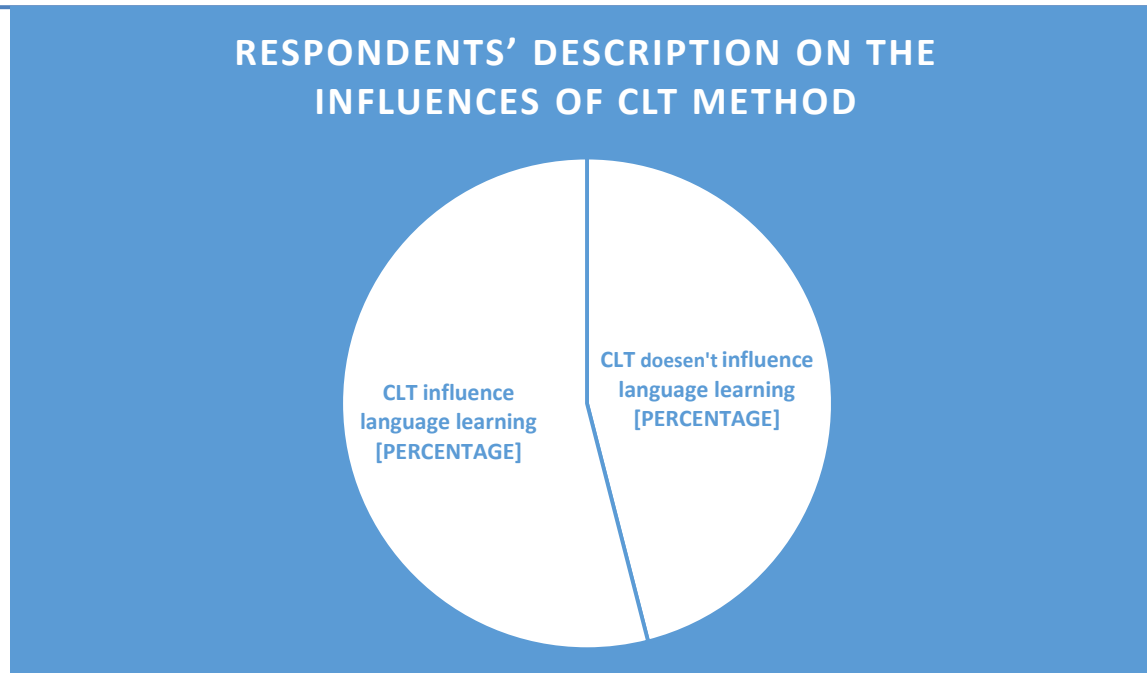 RESPONDENTS’ DESCRIPTION ON THE
INFLUENCES OF CLT METHOD
CLT doesen't influence
language learning
[PERCENTAGE]
CLT influence
language learning
[PERCENTAGE]